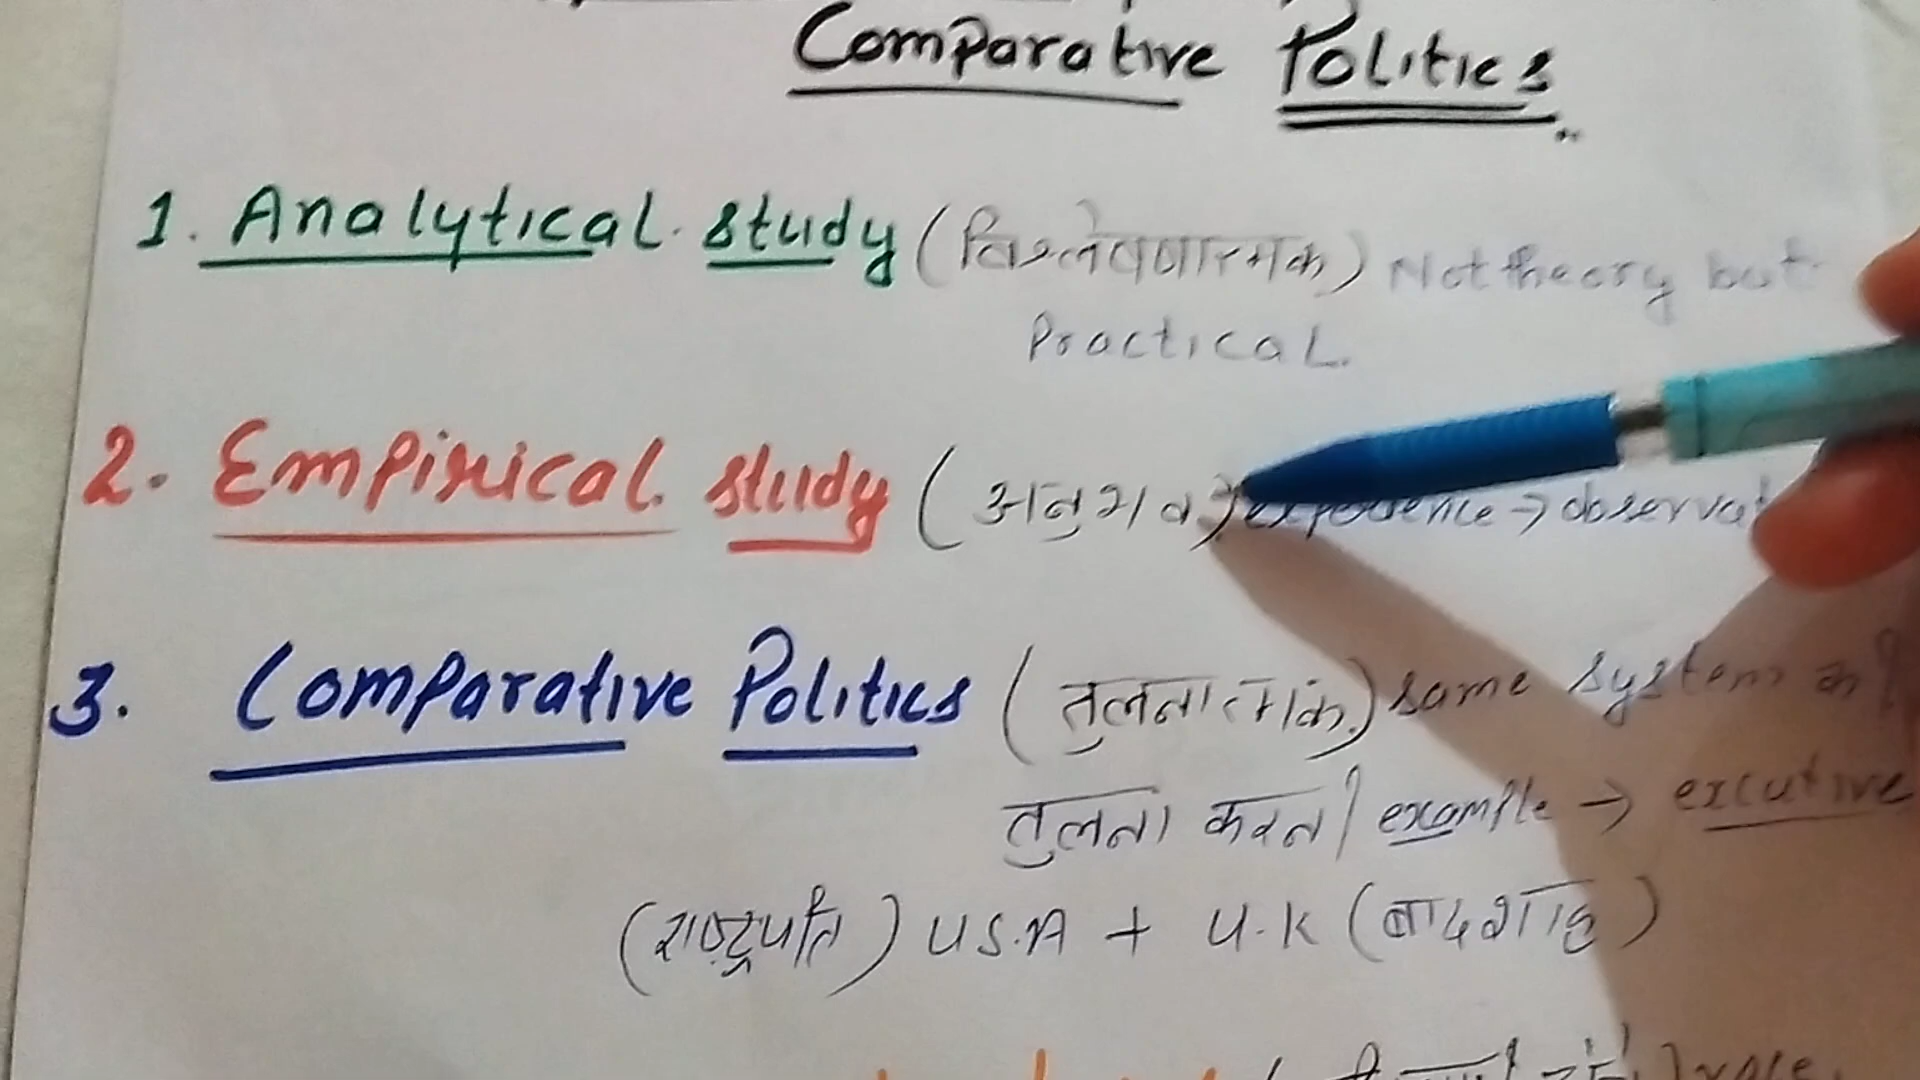 Comparative Politics
1. Analytical study (विश्लेषणात्मक) Not theory but
Practical.
2. Empirical study (अनुभव) experience → observat
3. Comparative Politics (तुलनात्मक) same system की
तुलना करना example → excutive
(राष्ट्रपति) U.S.A + U.K (बादशाह)